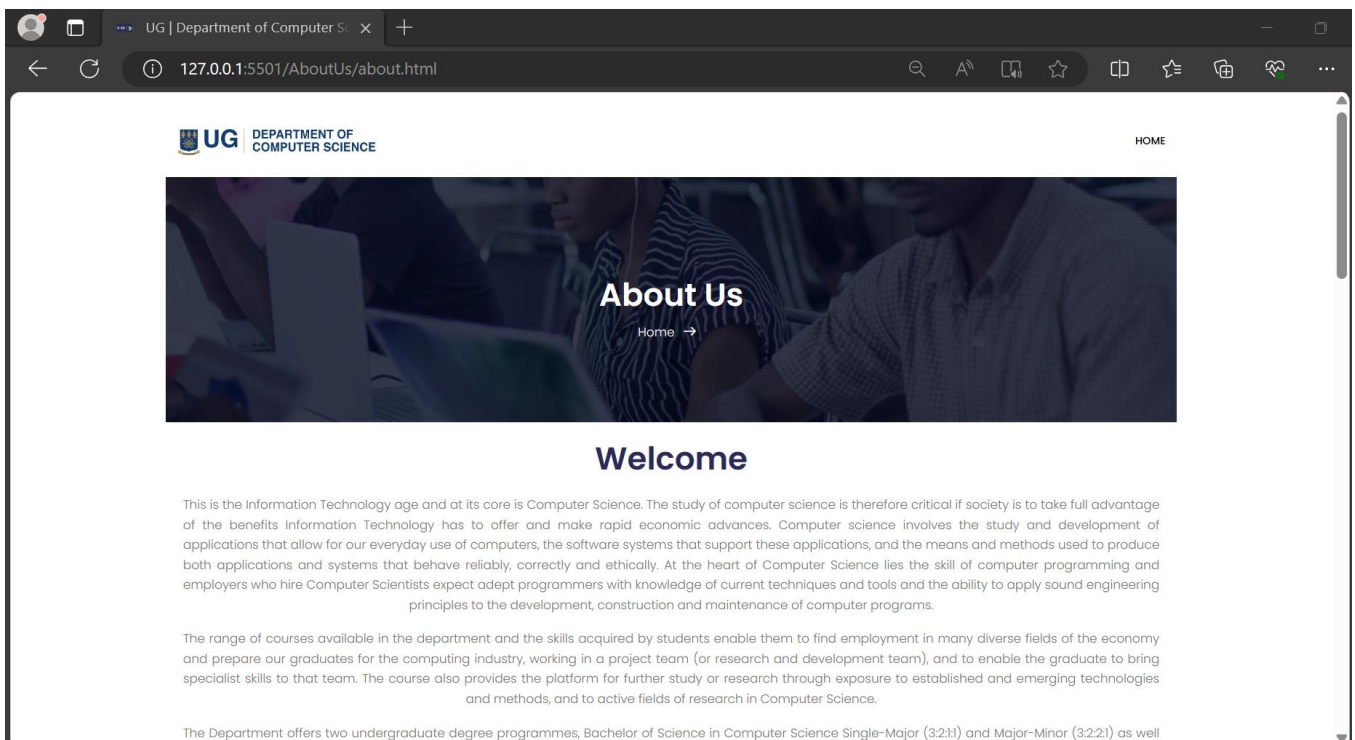 UG | Department of Computer Sc
127.0.0.1:5501/AboutUs/about.html
UG DEPARTMENT OF
COMPUTER SCIENCE
HOME
About Us
Home →
Welcome
This is the Information Technology age and at its core is Computer Science. The study of computer science is therefore critical if society is to take full advantage
of the benefits Information Technology has to offer and make rapid economic advances. Computer science involves the study and development of
applications that allow for our everyday use of computers, the software systems that support these applications, and the means and methods used to produce
both applications and systems that behave reliably, correctly and ethically. At the heart of Computer Science lies the skill of computer programming and
employers who hire Computer Scientists expect adept programmers with knowledge of current techniques and tools and the ability to apply sound engineering
principles to the development, construction and maintenance of computer programs.
The range of courses available in the department and the skills acquired by students enable them to find employment in many diverse fields of the economy
and prepare our graduates for the computing industry, working in a project team (or research and development team), and to enable the graduate to bring
specialist skills to that team. The course also provides the platform for further study or research through exposure to established and emerging technologies
and methods, and to active fields of research in Computer Science.
The Department offers two undergraduate degree programmes, Bachelor of Science in Computer Science Single-Major (3:2:1:1) and Major-Minor (3:2:2:1) as well